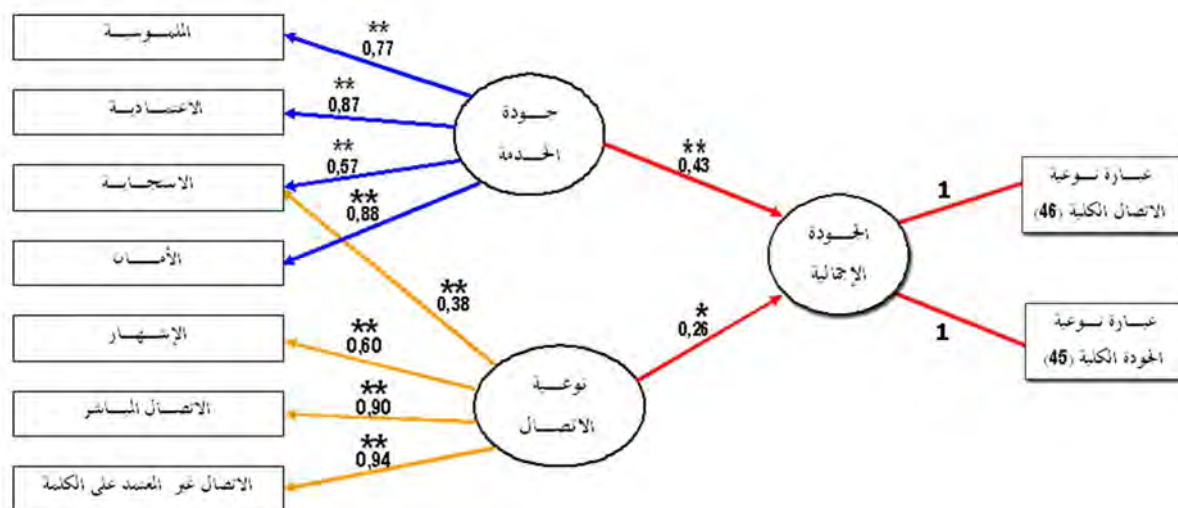 الملموسية
**
0,77
الاعتمادية
**
0,87
الاستجابة
**
0,57
الأمان
**
0,88
الإشهار
**
0,60
الاتصال المباشر
**
0,90
الاتصال غير المعتمد على الكلمة
**
0,94
**
0,38
جودة
الخدمة
نوعية
الاتصال
**
0,43
*
0,26
الجودة
الإجمالية
1
1
عبارة نوعية
الاتصال الكلية (46)
عبارة نوعية
الجودة الكلية (45)